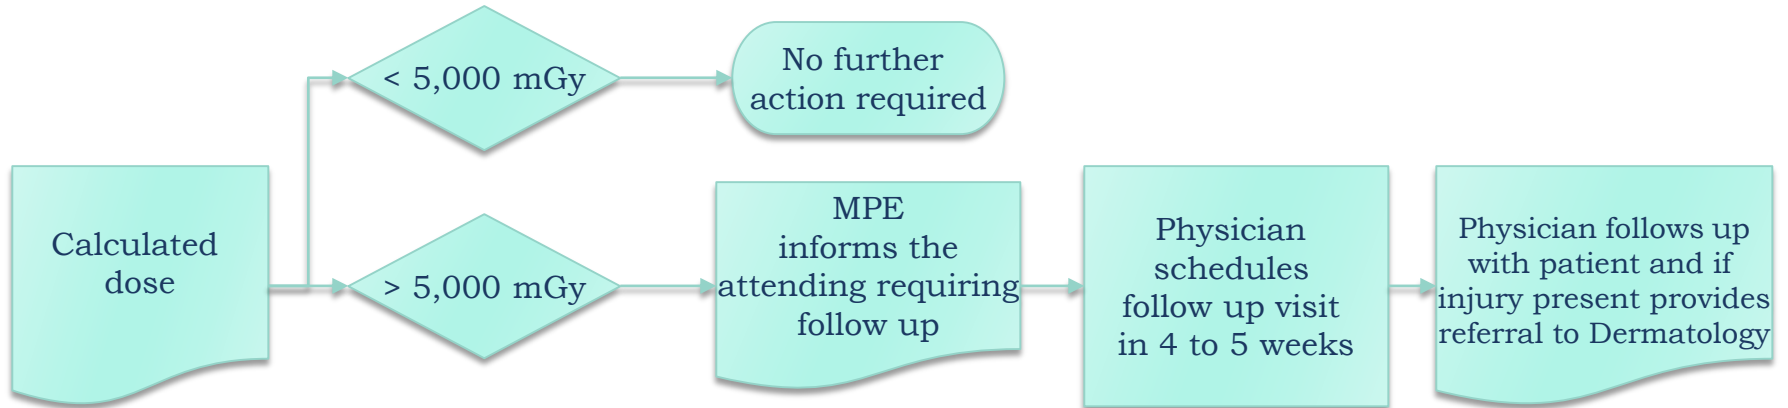 < 5,000 mGy
No further
action required
Calculated
dose
> 5,000 mGy
MPE
informs the
attending requiring
follow up
Physician
schedules
follow up visit
in 4 to 5 weeks
Physician follows up
with patient and if
injury present provides
referral to Dermatology